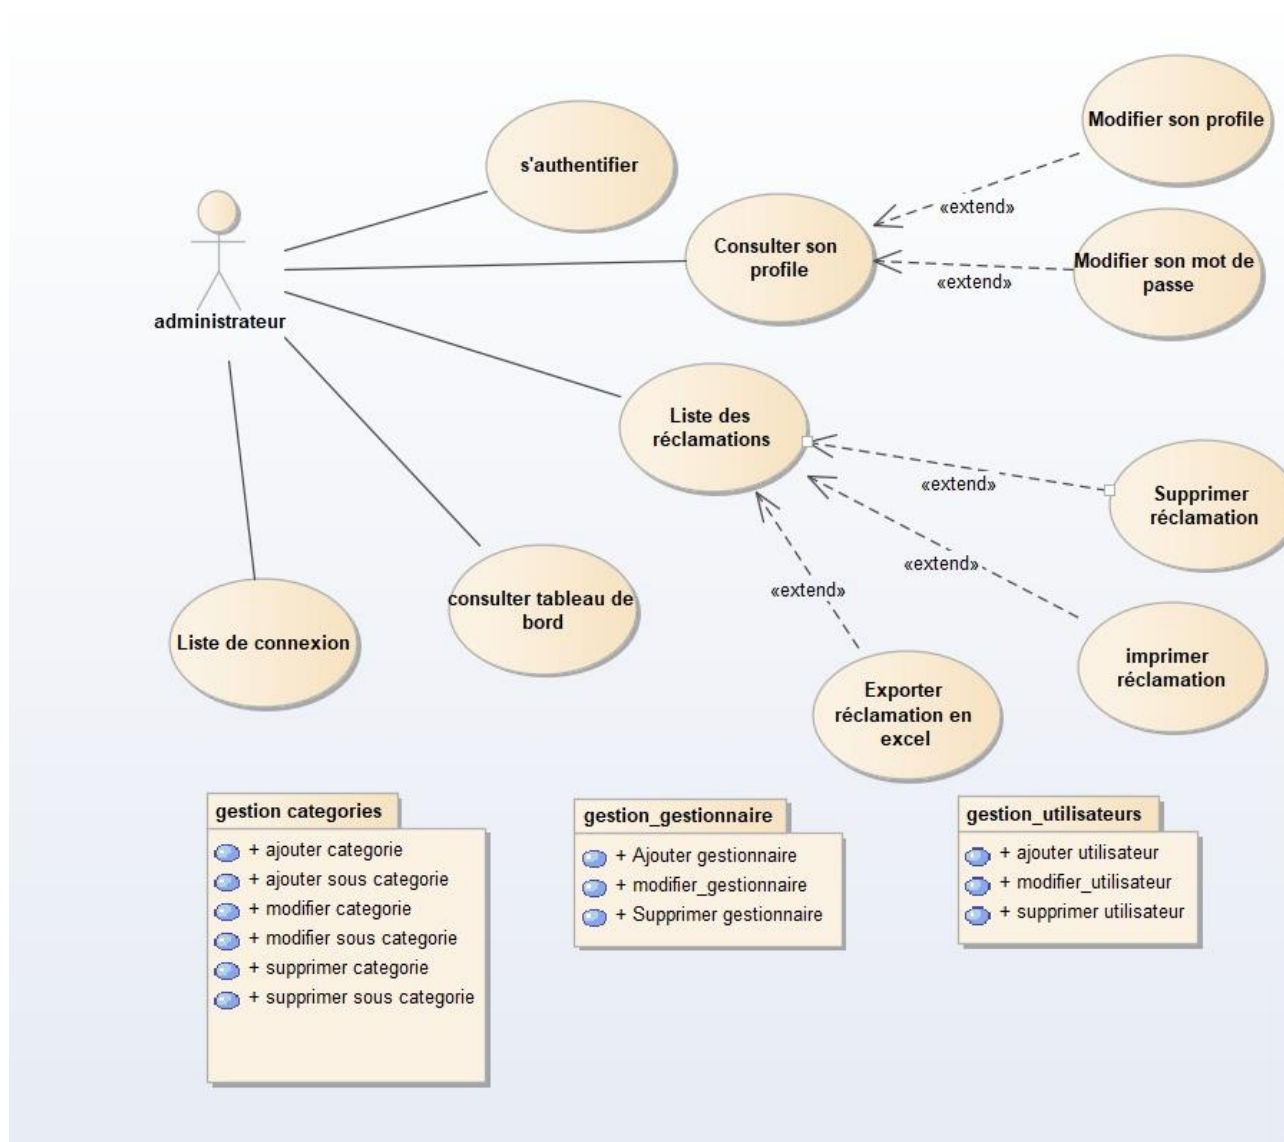 Modifier son profile
s'authentifier
«extend»
Consulter son
profile
Modifier son mot de
passe
«extend»
administrateur
Liste des
réclamations
«extend»
Supprimer
réclamation
«extend»
«extend»
consulter tableau de
bord
Liste de connexion
imprimer
réclamation
Exporter
réclamation en
excel
gestion categories
+ ajouter categorie
+ ajouter sous categorie
+ modifier categorie
+ modifier sous categorie
+ supprimer categorie
+ supprimer sous categorie
gestion_gestionnaire
+ Ajouter gestionnaire
+ modifier_gestionnaire
+ Supprimer gestionnaire
gestion_utilisateurs
+ ajouter utilisateur
+ modifier_utilisateur
+ supprimer utilisateur